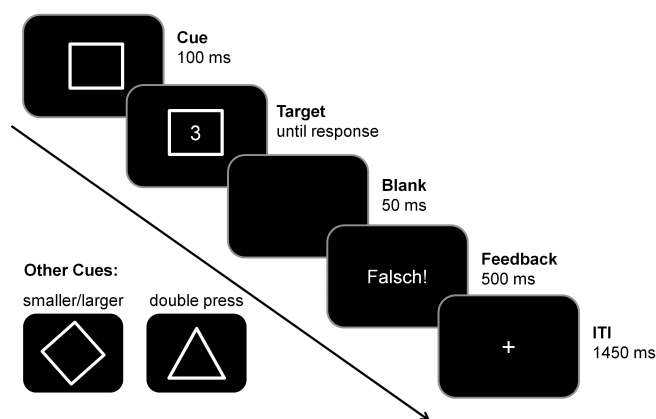 Cue
100 ms
3
Target
until response
Blank
50 ms
Falsch!
Feedback
500 ms
+
ITI
1450 ms
Other Cues:
smaller/larger
double press